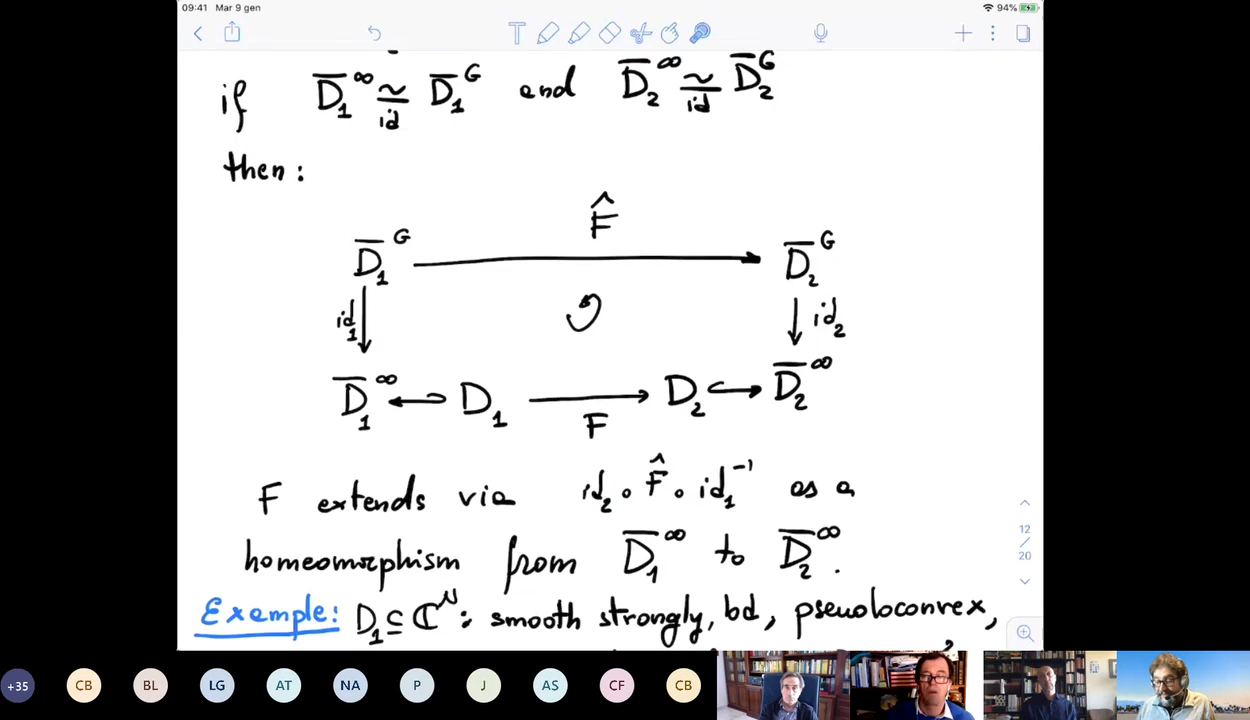 09:41 Mar 9 gen 94%
T
if D̅₁^∞ ≃_id D̅₁^G and D̅₂^∞ ≃_id D̅₂^G
then:
F̂
D̅₁^G D̅₂^G
id₁ id₂
D̅₁^∞ D₁ D₂ D̅₂^∞
F
F extends via id₂ ∘ F̂ ∘ id₁⁻¹ as a
homeomorphism from D̅₁^∞ to D̅₂^∞.
12
/
20
Example: D₁ ⊆ ℂ^N: smooth strongly, bd, pseudoconvex,
+35 CB BL LG AT NA P J AS CF CB